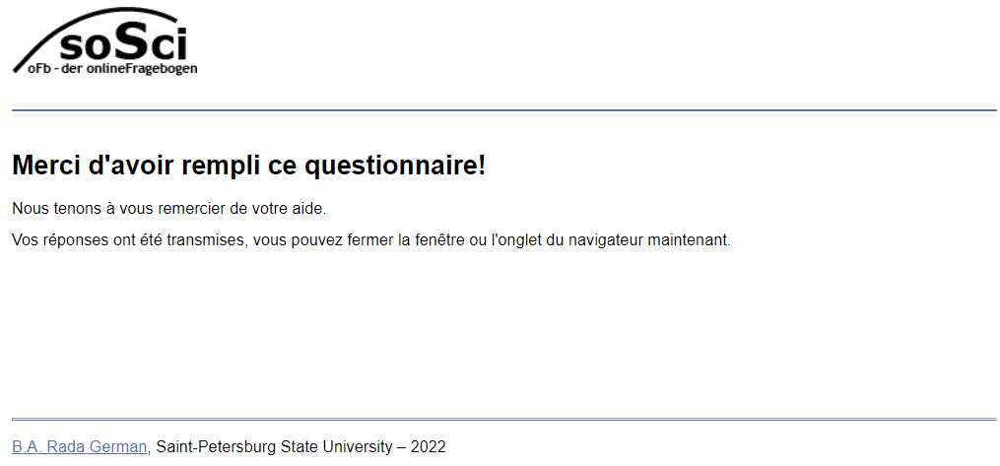 soSci
oFb - der onlineFragebogen
Merci d'avoir rempli ce questionnaire!
Nous tenons à vous remercier de votre aide.
Vos réponses ont été transmises, vous pouvez fermer la fenêtre ou l'onglet du navigateur maintenant.
B.A. Rada German, Saint-Petersburg State University – 2022